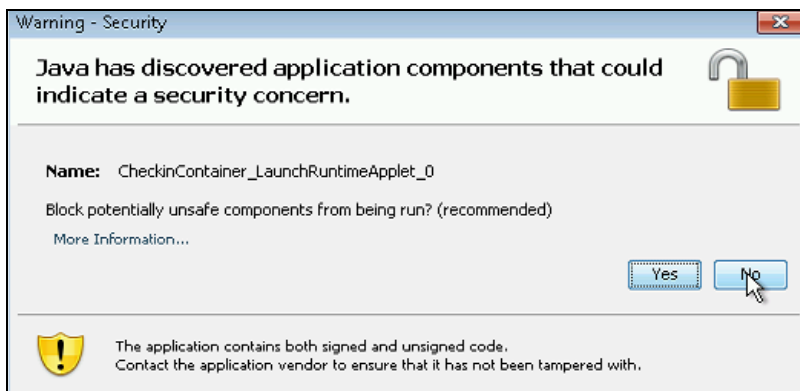 Warning - Security
Java has discovered application components that could
indicate a security concern.
Name: CheckinContainer_LaunchRuntimeApplet_0
Block potentially unsafe components from being run? (recommended)
More Information...
Yes No
The application contains both signed and unsigned code.
Contact the application vendor to ensure that it has not been tampered with.